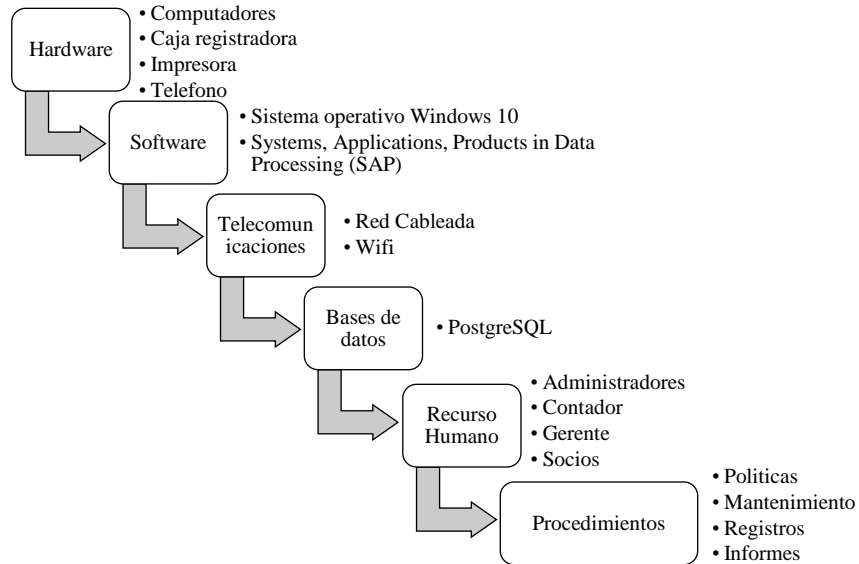 Hardware
• Computadores
• Caja registradora
• Impresora
• Telefono
Software
• Sistema operativo Windows 10
• Systems, Applications, Products in Data
Processing (SAP)
Telecomun
icaciones
• Red Cableada
• Wifi
Bases de
datos
• PostgreSQL
Recurso
Humano
• Administradores
• Contador
• Gerente
• Socios
Procedimientos
• Politicas
• Mantenimiento
• Registros
• Informes